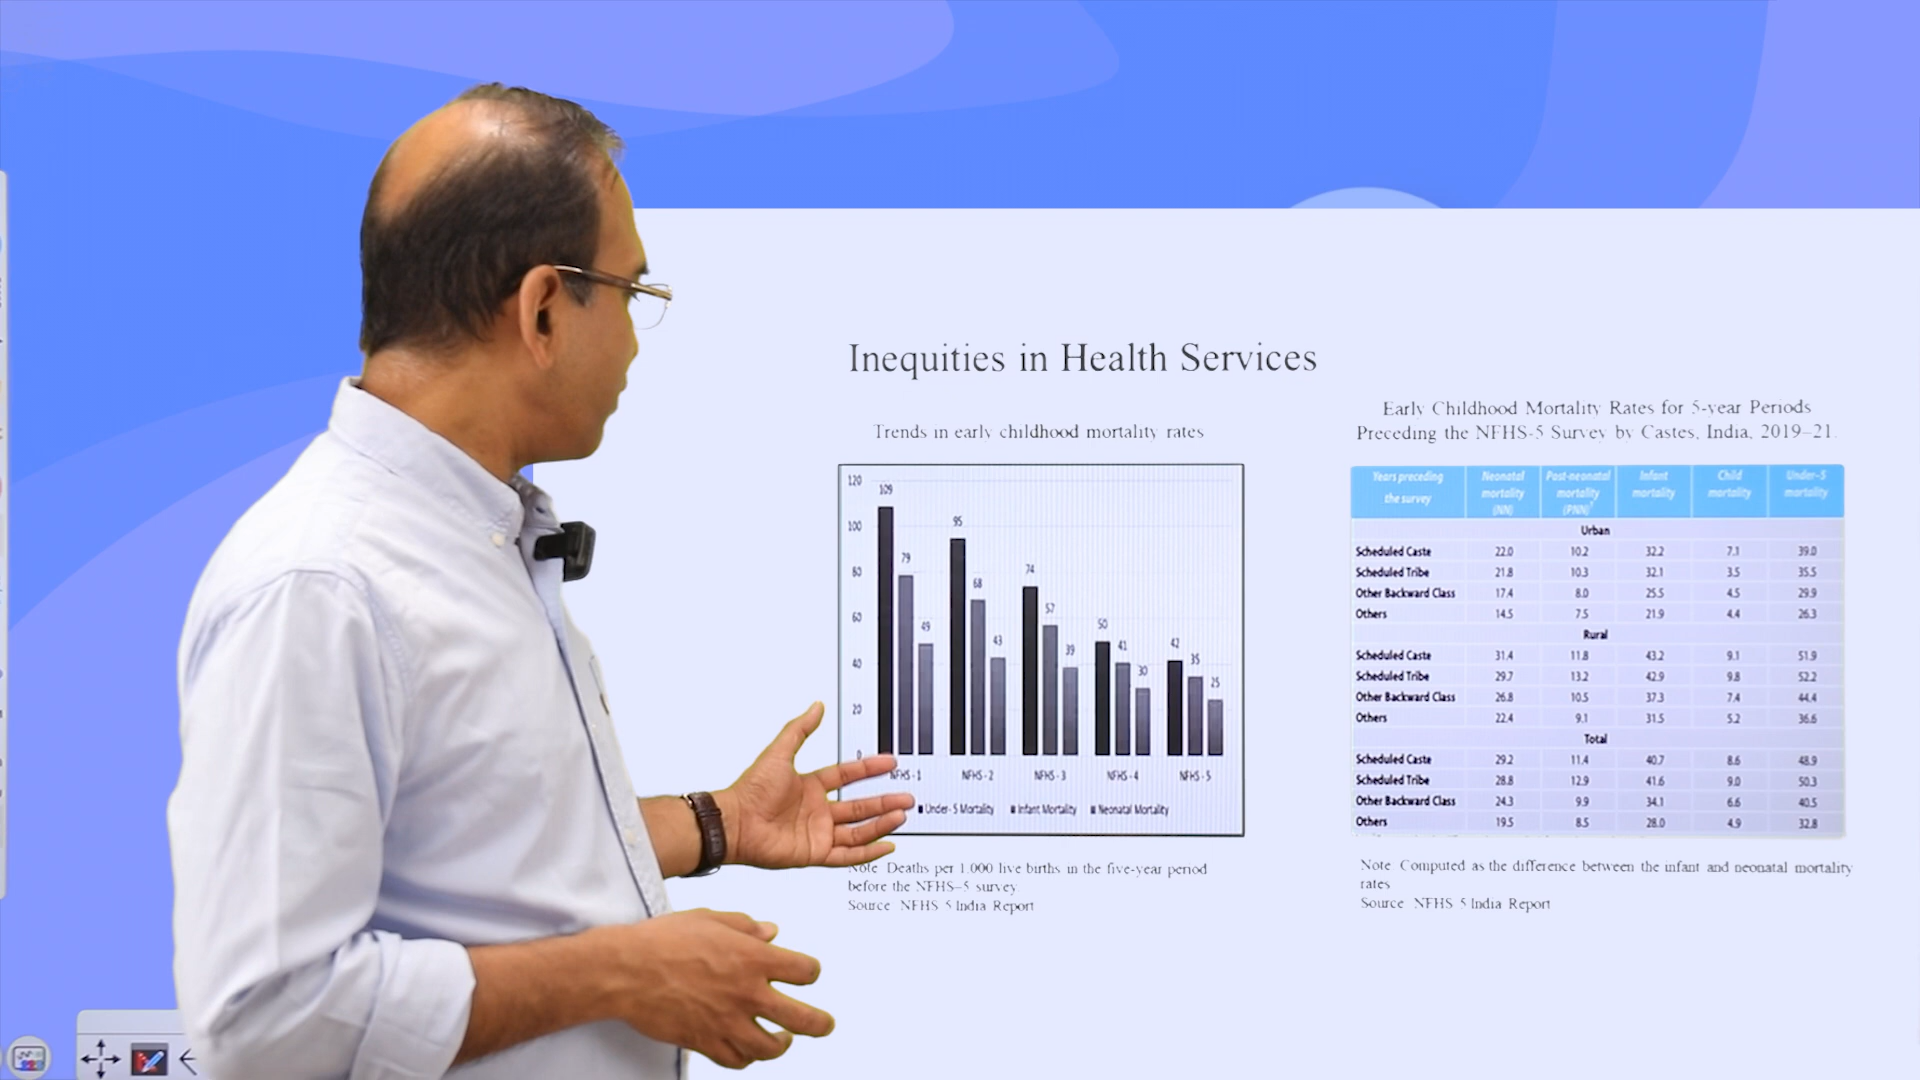 Inequities in Health Services
Trends in early childhood mortality rates
120
100
80
60
40
20
0
109
79
49
95
68
43
74
57
39
50
41
30
42
35
25
NFHS - 1
NFHS - 2
NFHS - 3
NFHS - 4
NFHS - 5
Under- 5 Mortality
Infant Mortality
Neonatal Mortality
Note Deaths per 1,000 live births in the five-year period
before the NFHS–5 survey
Source NFHS 5 India Report
Early Childhood Mortality Rates for 5-year Periods
Preceding the NFHS-5 Survey by Castes, India, 2019–21.
Years preceding the survey Neonatal mortality (NN) Post-neonatal mortality (PNN)¹ Infant mortality Child mortality Under-5 mortality
Urban
Scheduled Caste 22.0 10.2 32.2 7.1 39.0
Scheduled Tribe 21.8 10.3 32.1 3.5 35.5
Other Backward Class 17.4 8.0 25.5 4.5 29.9
Others 14.5 7.5 21.9 4.4 26.3
Rural
Scheduled Caste 31.4 11.8 43.2 9.1 51.9
Scheduled Tribe 29.7 13.2 42.9 9.8 52.2
Other Backward Class 26.8 10.5 37.3 7.4 44.4
Others 22.4 9.1 31.5 5.2 36.6
Total
Scheduled Caste 29.2 11.4 40.7 8.6 48.9
Scheduled Tribe 28.8 12.9 41.6 9.0 50.3
Other Backward Class 24.3 9.9 34.1 6.6 40.5
Others 19.5 8.5 28.0 4.9 32.8
Note Computed as the difference between the infant and neonatal mortality
rates
Source NFHS 5 India Report